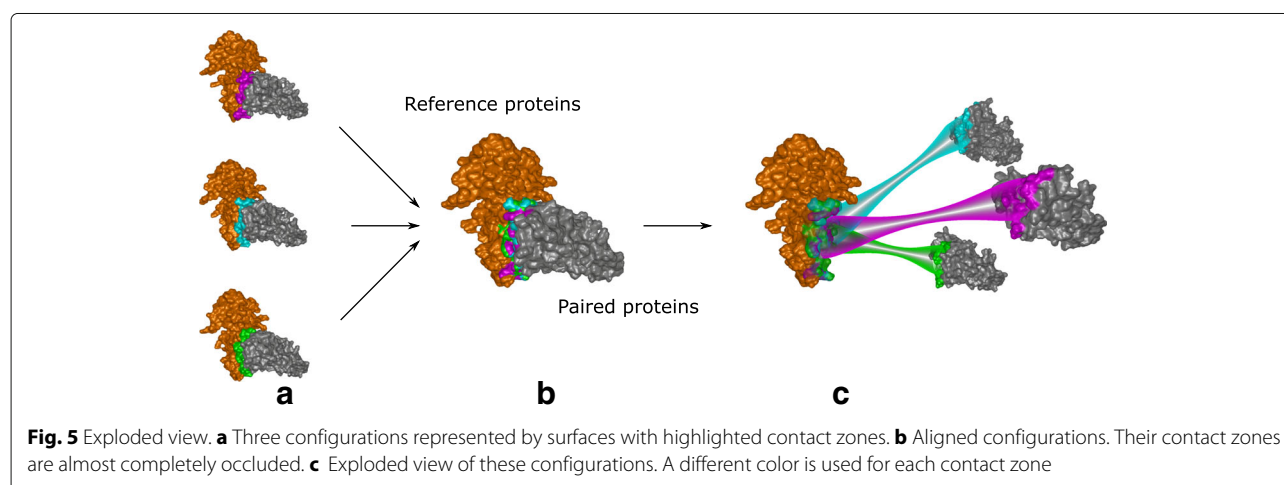 Reference proteins
Paired proteins
a b c
Fig. 5 Exploded view. a Three configurations represented by surfaces with highlighted contact zones. b Aligned configurations. Their contact zones
are almost completely occluded. c Exploded view of these configurations. A different color is used for each contact zone